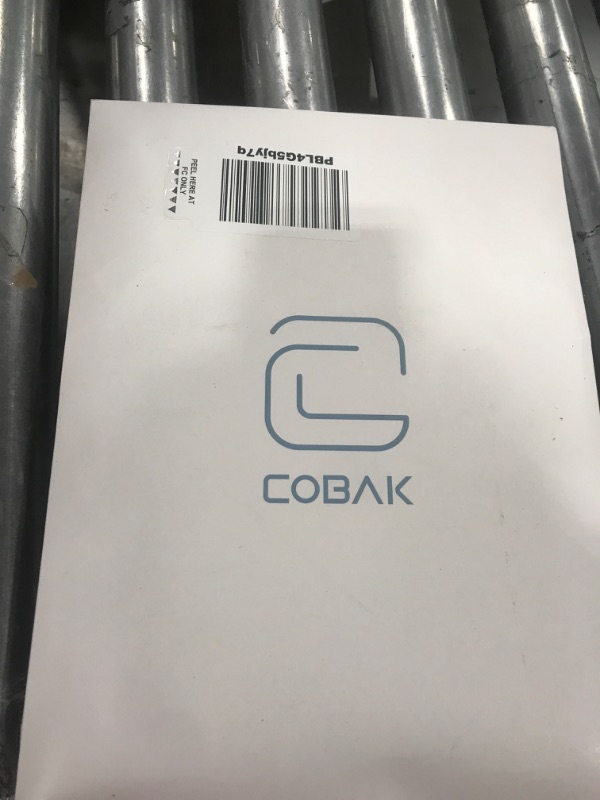 PBL4G5bjy7q
PEEL HERE AT
FC ONLY
COBAK